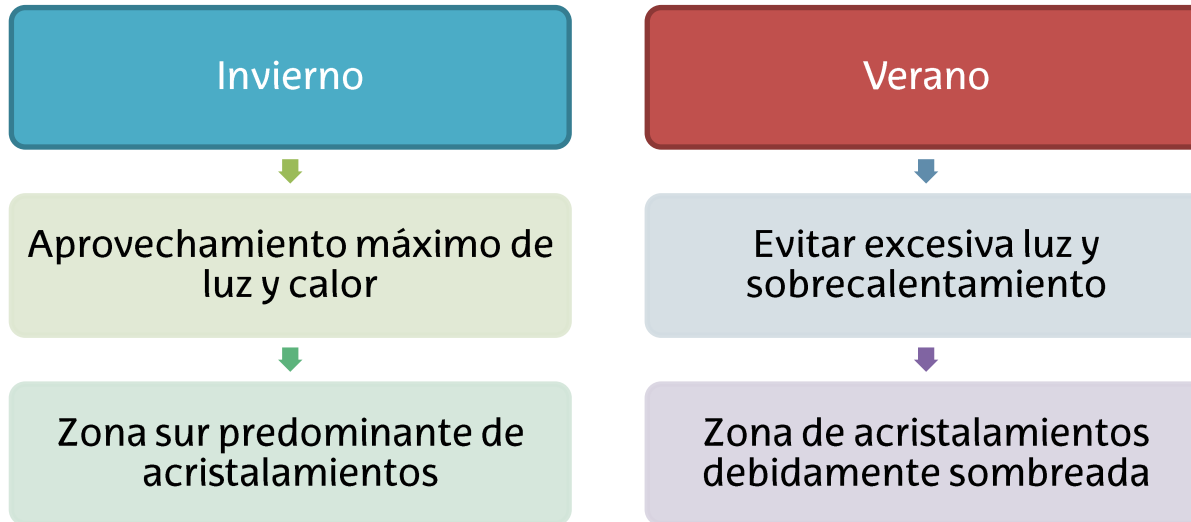 Invierno
Aprovechamiento máximo de
luz y calor
Zona sur predominante de
acristalamientos
Verano
Evitar excesiva luz y
sobrecalentamiento
Zona de acristalamientos
debidamente sombreada